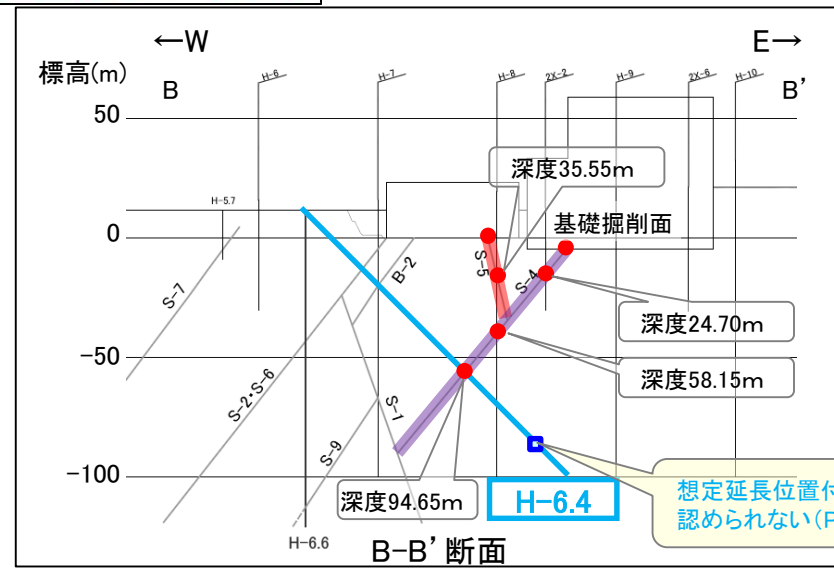 ←W
E→
標高(m)
B
B'
H-6
H-7
H-8
2X-2
H-9
2X-6
H-10
50
深度35.55m
H-5.7
0
基礎掘削面
S-7
B-2
S-5
S-4
深度24.70m
-50
深度58.15m
S-2・S-6
S-1
S-9
-100
深度94.65m
H-6.4
想定延長位置付
認められない(P
H-6.6
B-B'断面